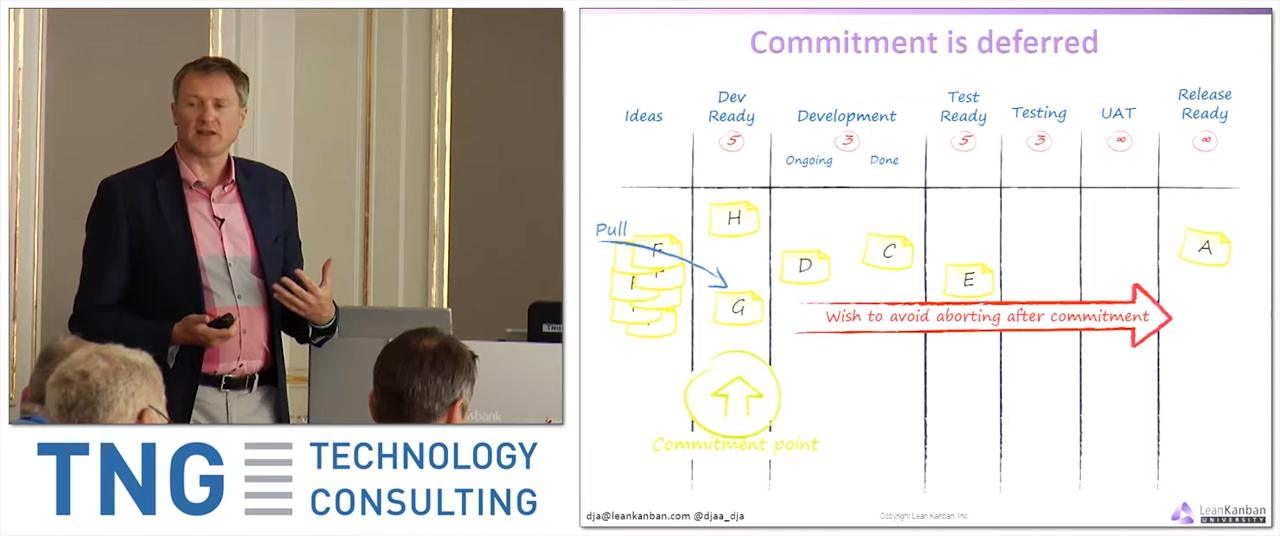 Commitment is deferred
Ideas
Dev
Ready
5
Development
3
Ongoing
Done
Test
Ready
5
Testing
3
UAT
∞
Release
Ready
∞
Pull
H
F
D
C
E
A
G
Wish to avoid aborting after commitment
Commitment point
dja@leankanban.com @djaa_dja
Copyright Lean Kanban Inc.
LeanKanban
UNIVERSITY
TNG
TECHNOLOGY
CONSULTING
TNG